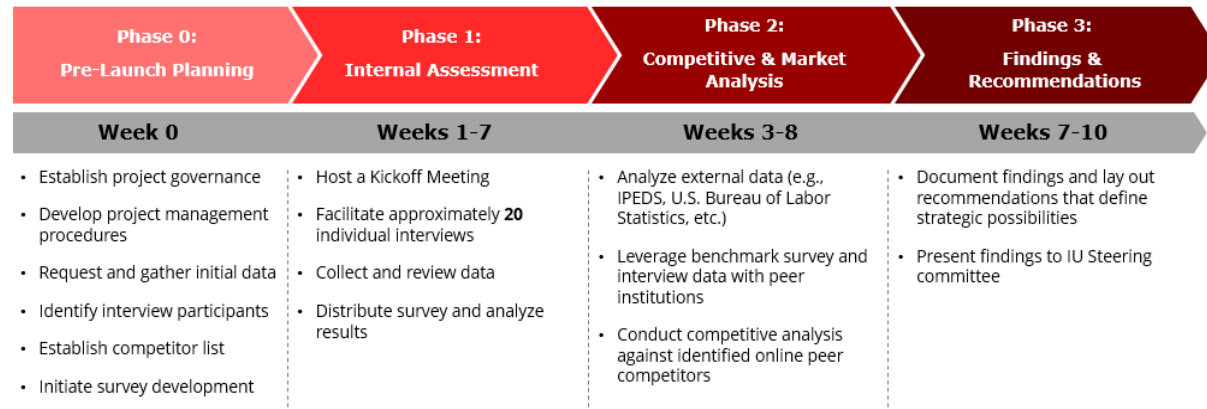 Phase 0:
Pre-Launch Planning
Phase 1:
Internal Assessment
Phase 2:
Competitive & Market
Analysis
Phase 3:
Findings &
Recommendations
Week 0
Weeks 1-7
Weeks 3-8
Weeks 7-10
• Establish project governance
• Develop project management
procedures
• Request and gather initial data
• Identify interview participants
• Establish competitor list
• Initiate survey development
• Host a Kickoff Meeting
• Facilitate approximately 20
individual interviews
• Collect and review data
• Distribute survey and analyze
results
• Analyze external data (e.g.,
IPEDS, U.S. Bureau of Labor
Statistics, etc.)
• Leverage benchmark survey and
interview data with peer
institutions
• Conduct competitive analysis
against identified online peer
competitors
• Document findings and lay out
recommendations that define
strategic possibilities
• Present findings to IU Steering
committee